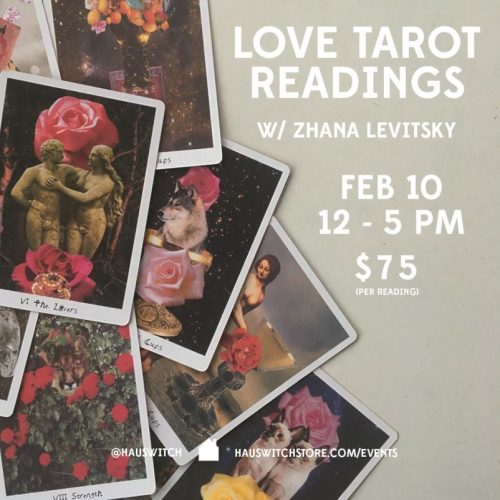 LOVE TAROT
READINGS
W/ ZHANA LEVITSKY
FEB 10
12 - 5 PM
$75
(PER READING)
Cups
VI The Lovers
Cups
Cups
VIII Strength
@HAUSWITCH
HAUSWITCHSTORE.COM/EVENTS